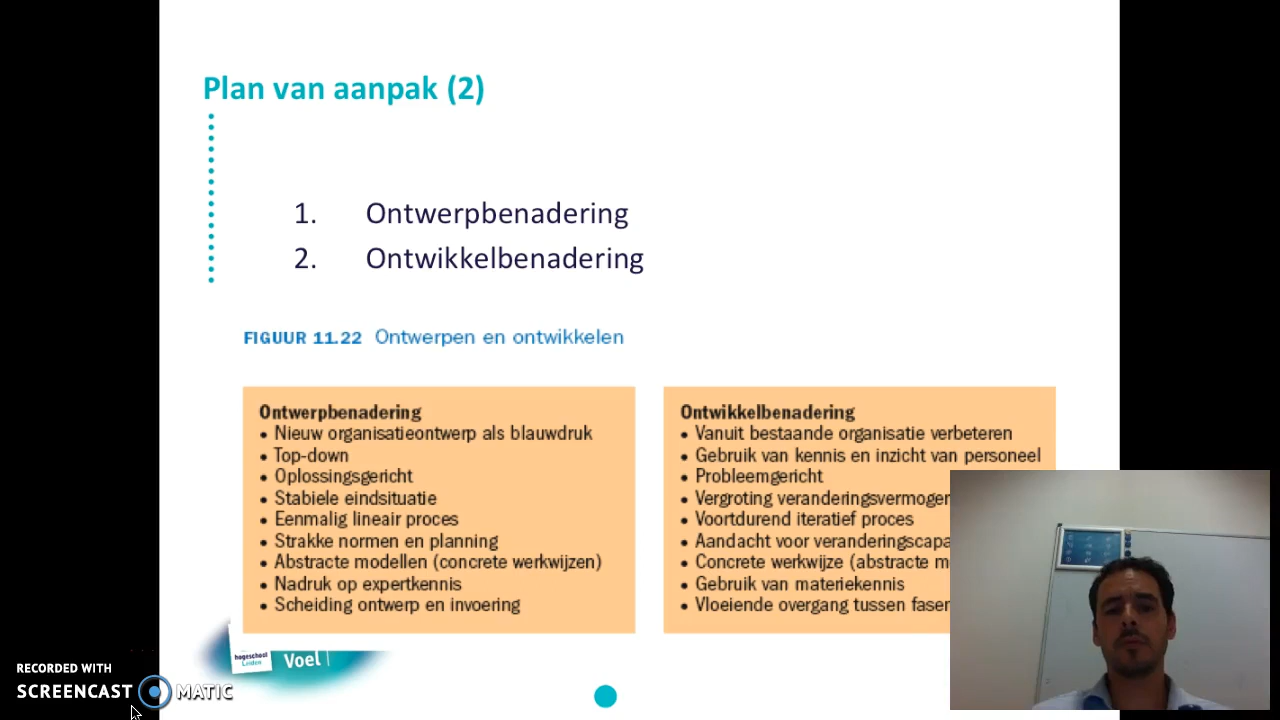 Plan van aanpak (2)
1. Ontwerpbenadering
2. Ontwikkelbenadering
FIGUUR 11.22 Ontwerpen en ontwikkelen
Ontwerpbenadering
• Nieuw organisatieontwerp als blauwdruk
• Top-down
• Oplossingsgericht
• Stabiele eindsituatie
• Eenmalig lineair proces
• Strakke normen en planning
• Abstracte modellen (concrete werkwijzen)
• Nadruk op expertkennis
• Scheiding ontwerp en invoering
Ontwikkelbenadering
• Vanuit bestaande organisatie verbeteren
• Gebruik van kennis en inzicht van personeel
• Probleemgericht
• Vergroting veranderingsvermogen
• Voortdurend iteratief proces
• Aandacht voor veranderingscapa
• Concrete werkwijze (abstracte m
• Gebruik van materiekennis
• Vloeiende overgang tussen fasen
hogeschool
Leiden
Voel
RECORDED WITH
SCREENCAST MATIC